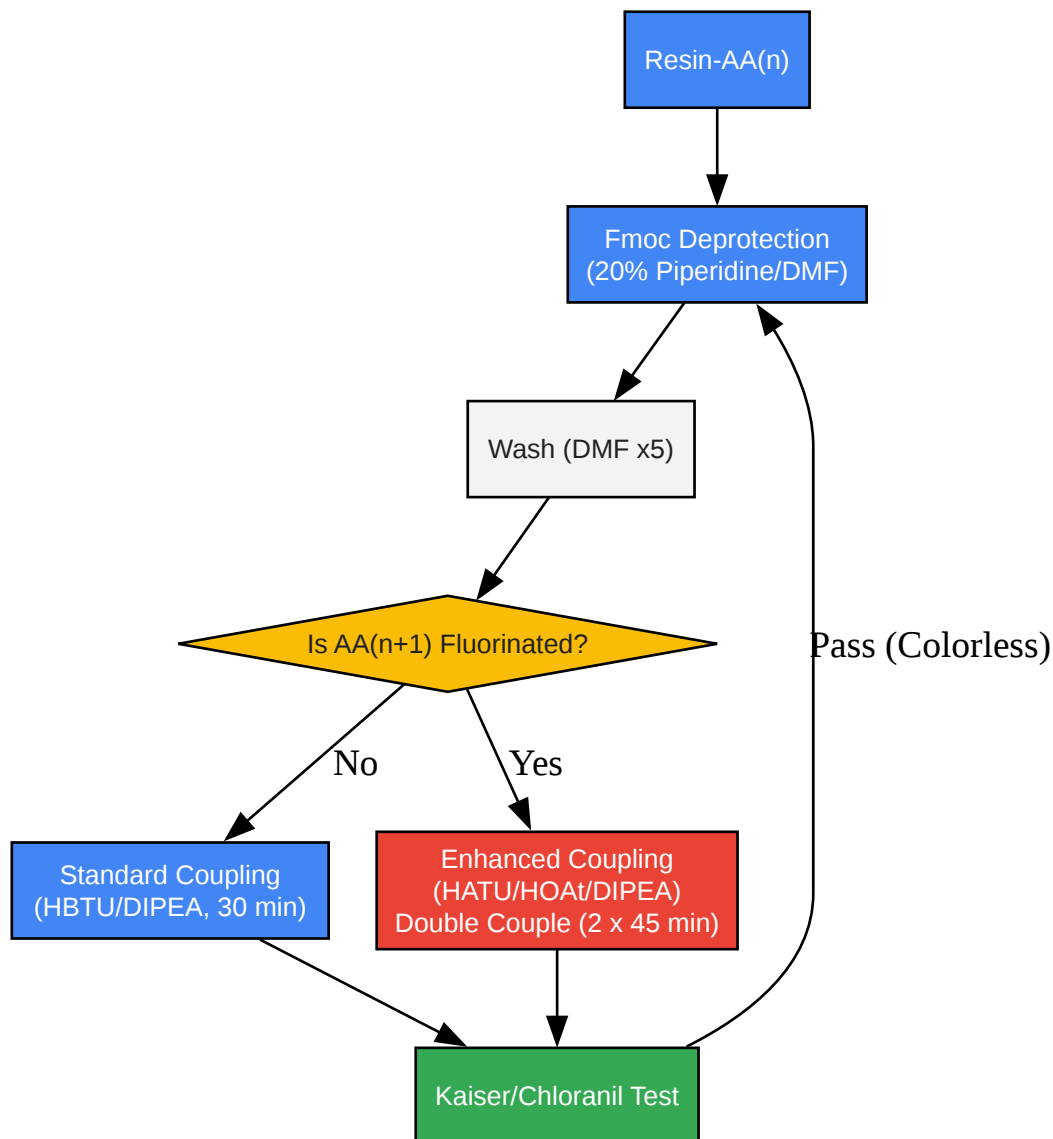 Resin-AA(n)
Fmoc Deprotection
(20% Piperidine/DMF)
Wash (DMF x5)
Is AA(n+1) Fluorinated?
Pass (Colorless)
No
Yes
Standard Coupling
(HBTU/DIPEA, 30 min)
Enhanced Coupling
(HATU/HOAt/DIPEA)
Double Couple (2 x 45 min)
Kaiser/Chloranil Test